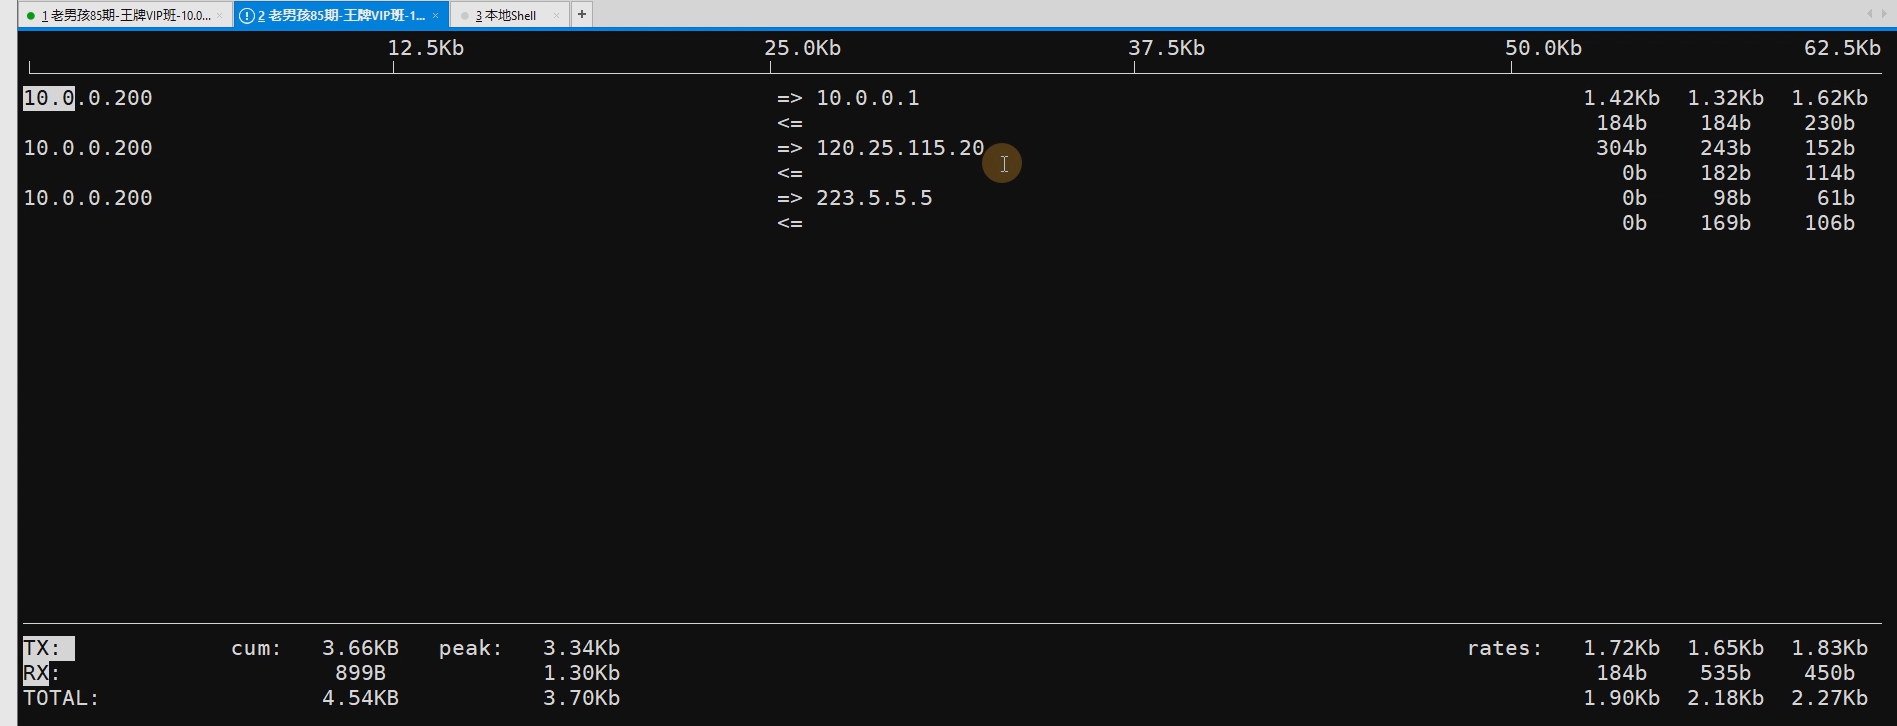 1 老男孩85期-王牌VIP班-10.0... × 2 老男孩85期-王牌VIP班-1... × 3 本地Shell × +
12.5Kb 25.0Kb 37.5Kb 50.0Kb 62.5Kb
10.0.0.200 => 10.0.0.1 1.42Kb 1.32Kb 1.62Kb
<= 184b 184b 230b
10.0.0.200 => 120.25.115.20 304b 243b 152b
<= 0b 182b 114b
10.0.0.200 => 223.5.5.5 0b 98b 61b
<= 0b 169b 106b
TX: cum: 3.66KB peak: 3.34Kb rates: 1.72Kb 1.65Kb 1.83Kb
RX: 899B 1.30Kb 184b 535b 450b
TOTAL: 4.54KB 3.70Kb 1.90Kb 2.18Kb 2.27Kb